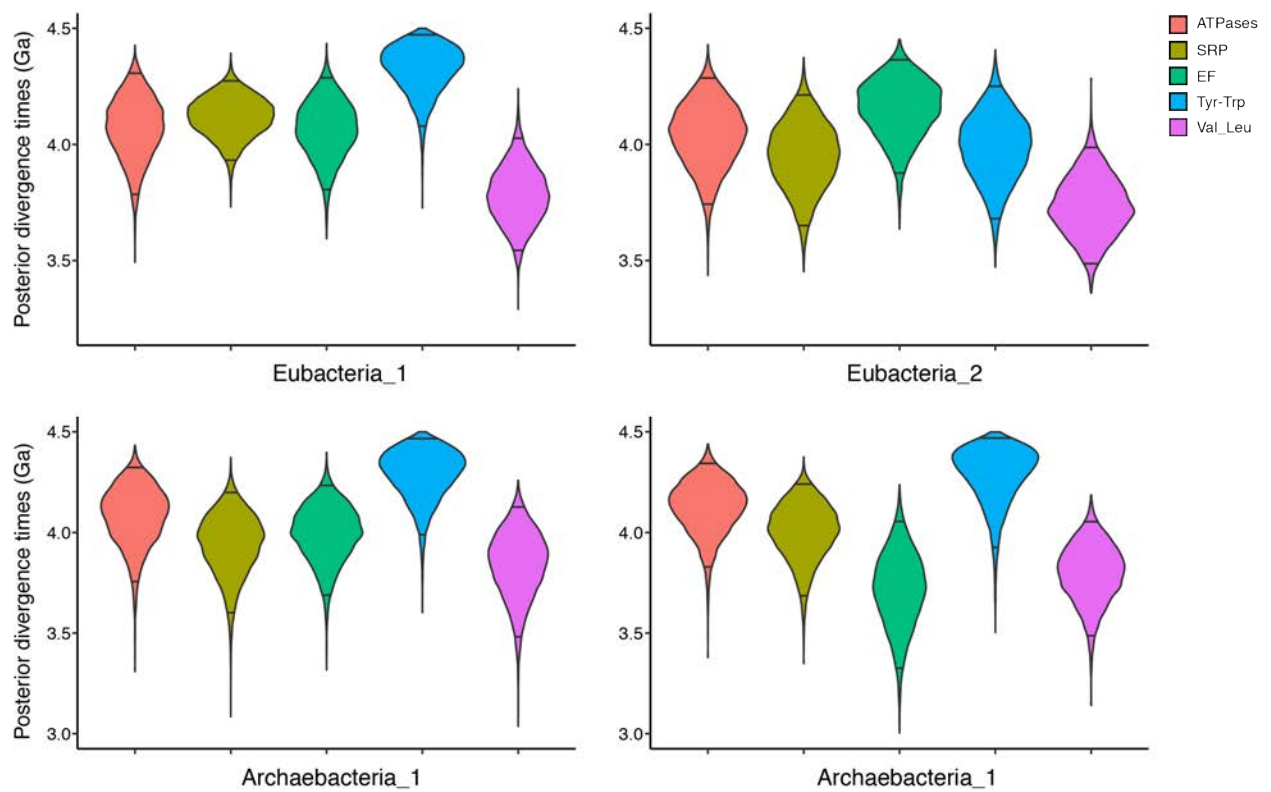 Posterior divergence times (Ga)
4.5
4.0
3.5
Eubacteria_1
4.5
4.0
3.5
Eubacteria_2
ATPases
SRP
EF
Tyr-Trp
Val_Leu
Posterior divergence times (Ga)
4.5
4.0
3.5
3.0
Archaebacteria_1
4.5
4.0
3.5
3.0
Archaebacteria_1